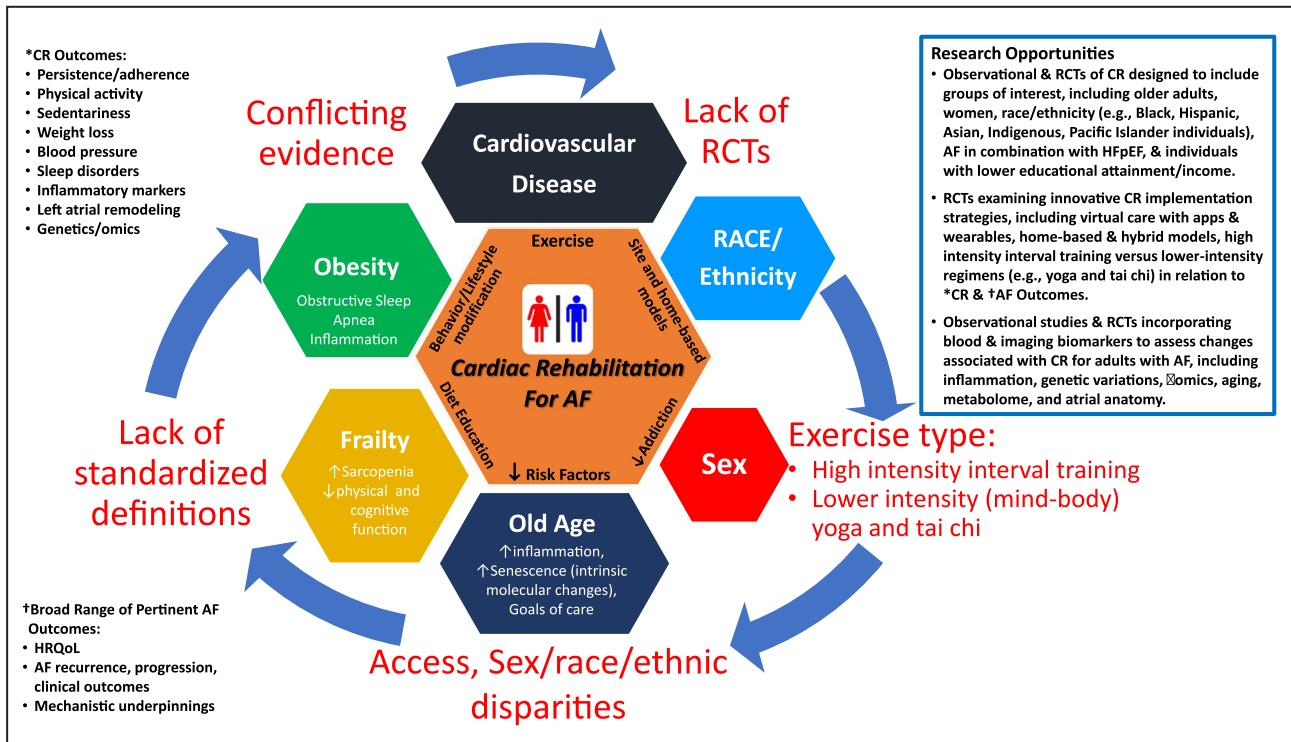 *CR Outcomes:
• Persistence/adherence
• Physical activity
• Sedentariness
• Weight loss
• Blood pressure
• Sleep disorders
• Inflammatory markers
• Left atrial remodeling
• Genetics/omics
Conflicting
evidence
Cardiovascular
Disease
Lack of
RCTs
Research Opportunities
• Observational & RCTs of CR designed to include
groups of interest, including older adults,
women, race/ethnicity (e.g., Black, Hispanic,
Asian, Indigenous, Pacific Islander individuals),
AF in combination with HFpEF, & individuals
with lower educational attainment/income.
• RCTs examining innovative CR implementation
strategies, including virtual care with apps &
wearables, home-based & hybrid models, high
intensity interval training versus lower-intensity
regimens (e.g., yoga and tai chi) in relation to
*CR & †AF Outcomes.
• Observational studies & RCTs incorporating
blood & imaging biomarkers to assess changes
associated with CR for adults with AF, including
inflammation, genetic variations, omics, aging,
metabolome, and atrial anatomy.
Obesity
Obstructive Sleep
Apnea
Inflammation
RACE/
Ethnicity
Exercise
Behavior/Lifestyle
modification
Site and home-based
models
Cardiac Rehabilitation
For AF
Diet Education
↓Addiction
↓ Risk Factors
Lack of
standardized
definitions
Frailty
↑Sarcopenia
↓physical and
cognitive
function
Sex
Exercise type:
• High intensity interval training
• Lower intensity (mind-body)
yoga and tai chi
Old Age
↑inflammation,
↑Senescence (intrinsic
molecular changes),
Goals of care
†Broad Range of Pertinent AF
Outcomes:
• HRQoL
• AF recurrence, progression,
clinical outcomes
• Mechanistic underpinnings
Access, Sex/race/ethnic
disparities